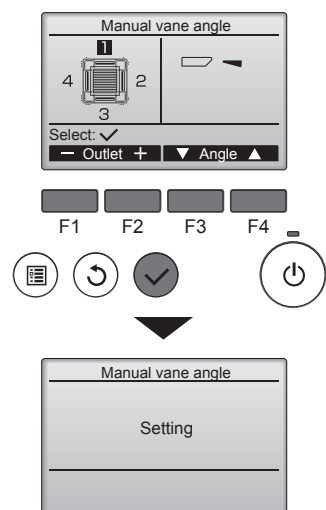 Manual vane angle
1
4 2
3
Select:
− Outlet + ▼ Angle ▲
F1 F2 F3 F4
Manual vane angle
Setting